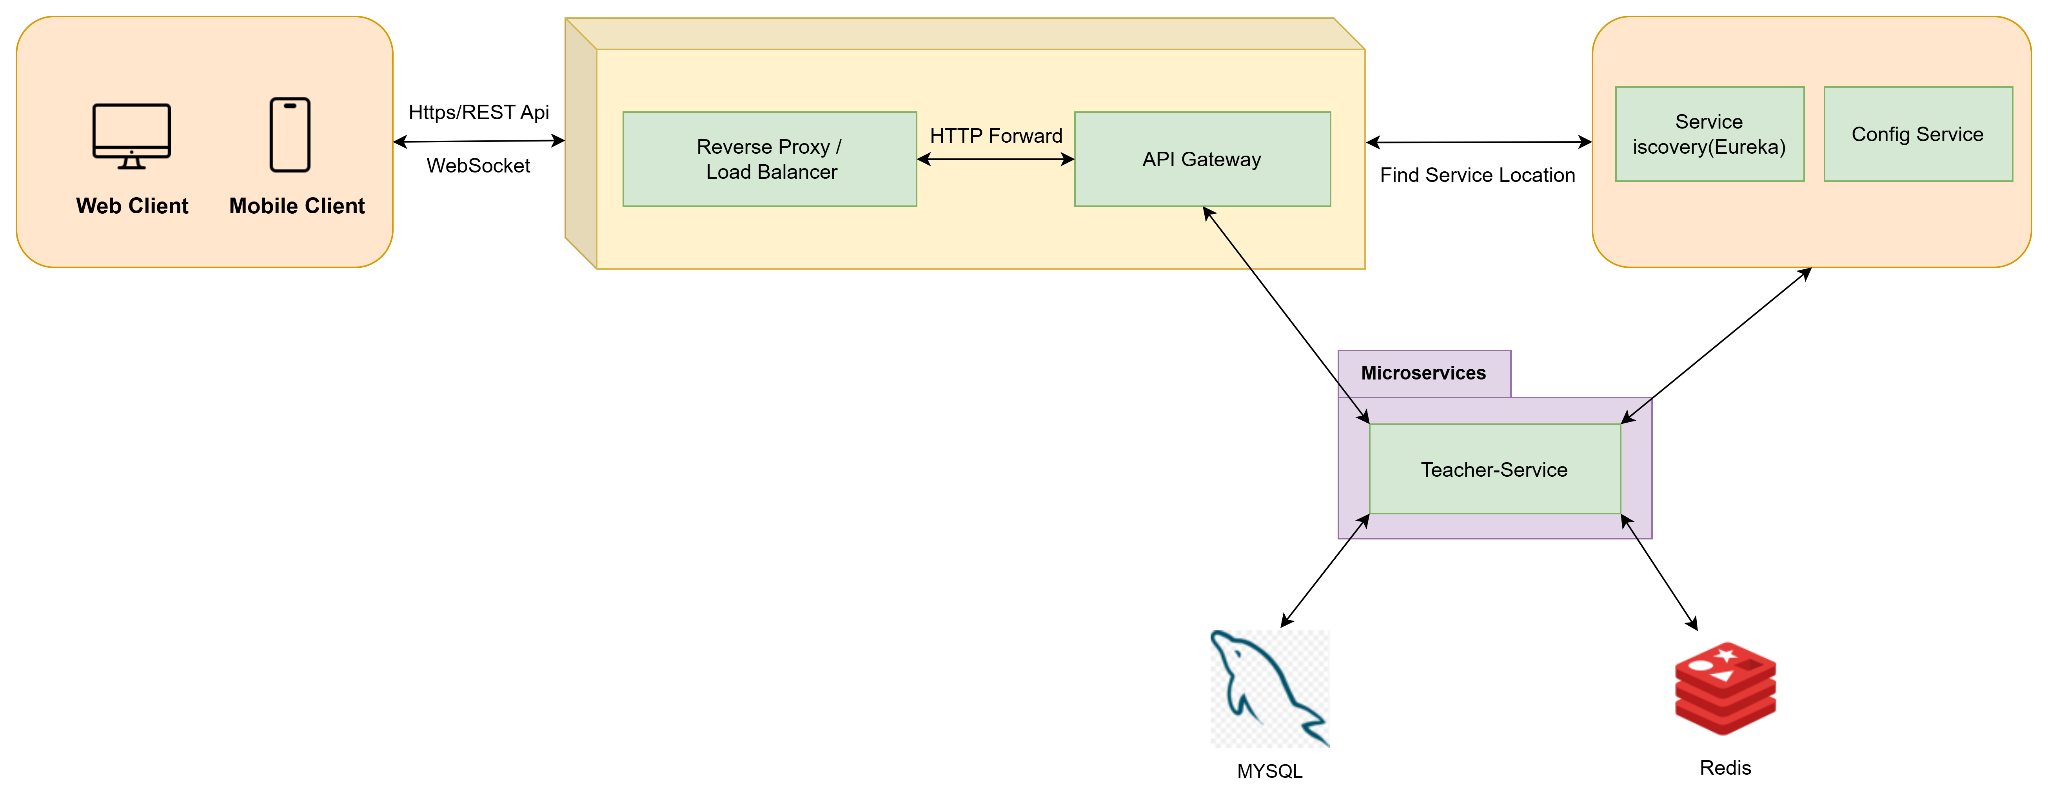 Web Client
Mobile Client
Https/REST Api
WebSocket
Reverse Proxy /
Load Balancer
HTTP Forward
API Gateway
Find Service Location
Service
iscovery(Eureka)
Config Service
Microservices
Teacher-Service
MYSQL
Redis